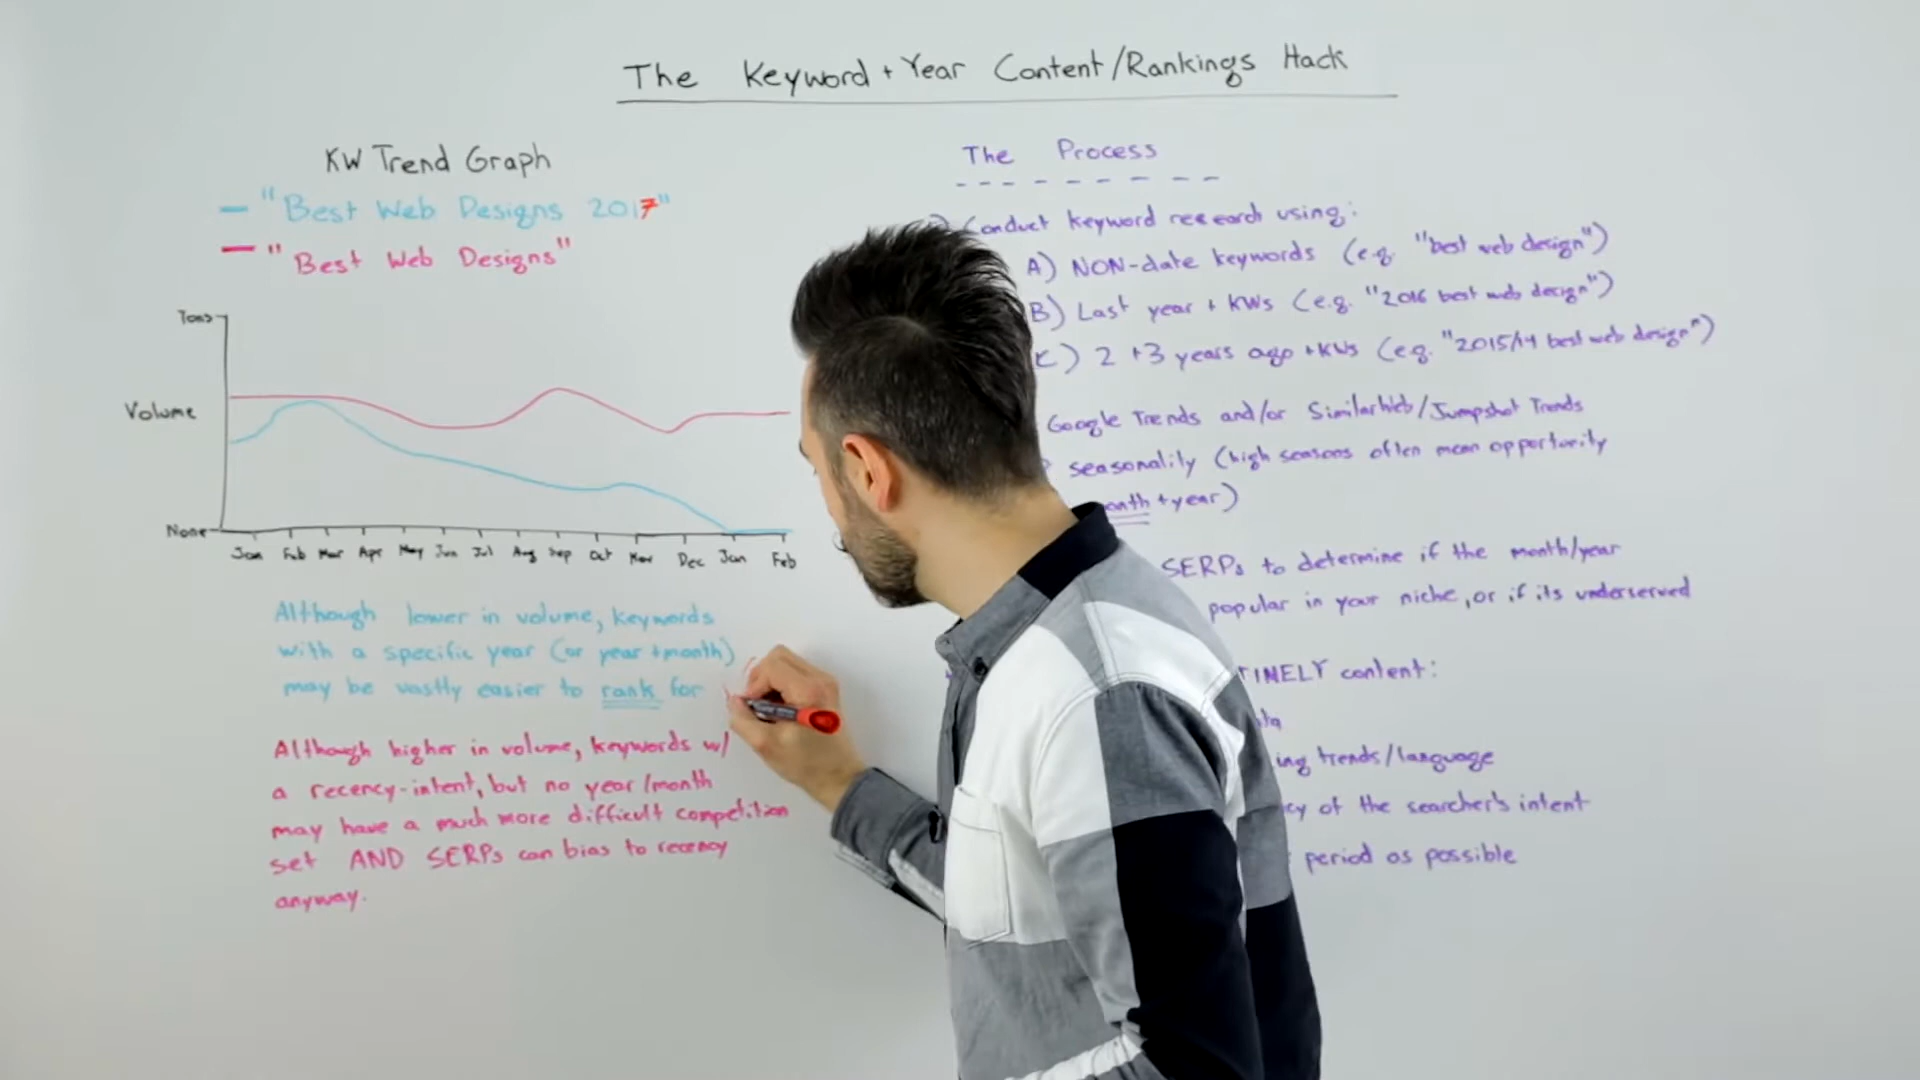 The Keyword + Year Content/Rankings Hack
KW Trend Graph
"Best Web Designs 2017"
"Best Web Designs"
Tons
Volume
None
Jan Feb Mar Apr May Jun Jul Aug Sep Oct Nov Dec Jan Feb
Although lower in volume, keywords
with a specific year (or year + month)
may be vastly easier to rank for
Although higher in volume, keywords w/
a recency-intent, but no year/month
may have a much more difficult competition
set AND SERPs can bias to recency
anyway.
The Process
Conduct keyword research using:
A) NON-date keywords (e.g. "best web design")
B) Last year + KWs (e.g. "2016 best web design")
C) 2 + 3 years ago + KWs (e.g. "2015/14 best web design")
Google Trends and/or SimilarWeb/Jumpshot Trends
seasonality (high seasons often mean opportunity
onth + year)
SERPs to determine if the month/year
popular in your niche, or if its underserved
TIMELY content:
ing trends/language
cy of the searcher's intent
period as possible